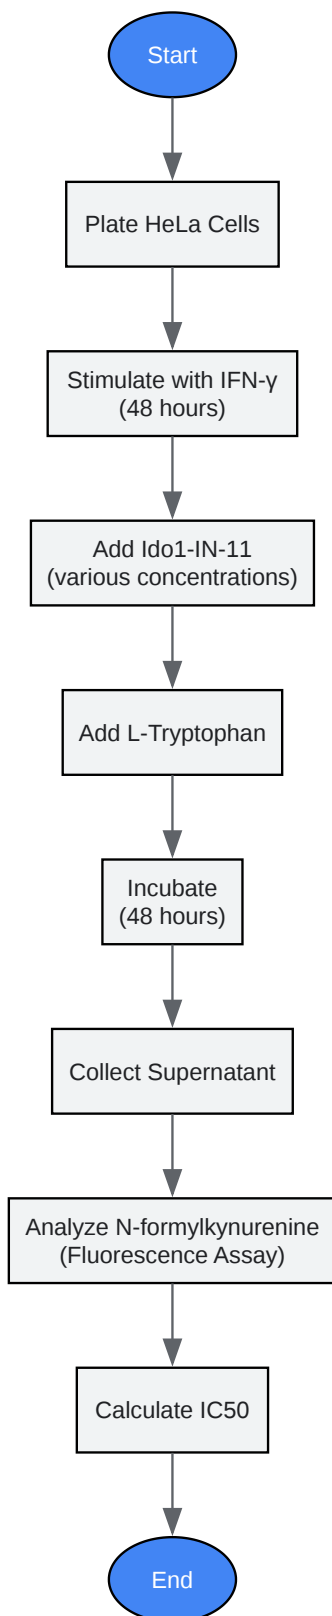 Start
Plate HeLa Cells
Stimulate with IFN-γ
(48 hours)
Add Ido1-IN-11
(various concentrations)
Add L-Tryptophan
Incubate
(48 hours)
Collect Supernatant
Analyze N-formylkynurenine
(Fluorescence Assay)
Calculate IC50
End